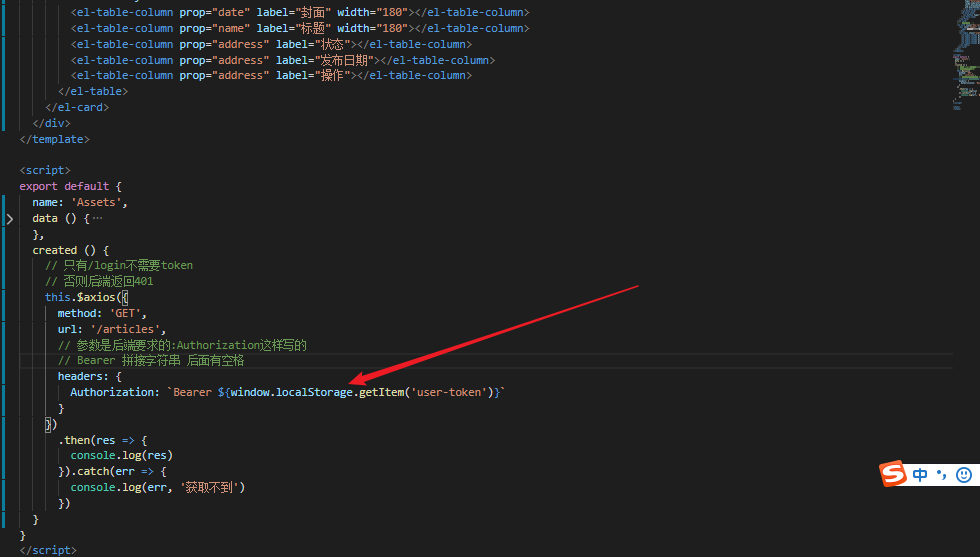 <el-table-column prop="date" label="封面" width="180"></el-table-column>
<el-table-column prop="name" label="标题" width="180"></el-table-column>
<el-table-column prop="address" label="状态"></el-table-column>
<el-table-column prop="address" label="发布日期"></el-table-column>
<el-table-column prop="address" label="操作"></el-table-column>
</el-table>
</el-card>
</div>
</template>
<script>
export default {
name: 'Assets',
data () {…
},
created () {
// 只有/login不需要token
// 否则后端返回401
this.$axios({
method: 'GET',
url: '/articles',
// 参数是后端要求的:Authorization这样写的
// Bearer 拼接字符串 后面有空格
headers: {
Authorization: `Bearer ${window.localStorage.getItem('user-token')}`
}
})
.then(res => {
console.log(res)
}).catch(err => {
console.log(err, '获取不到')
})
}
}
</script>
S 中